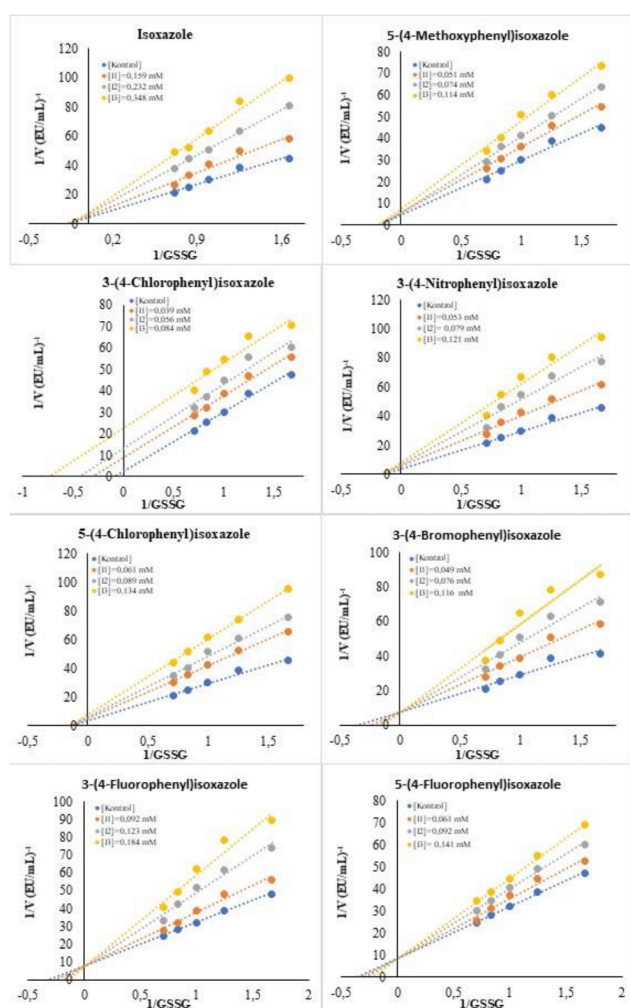 Isoxazole
120
100
80
60
40
20
0
1/V (EU/mL)-1
[Kontrol]
[I1]=0,159 mM
[I2]=0,232 mM
[I3]=0,348 mM
-0,5
0,2
0,9
1,6
1/GSSG
5-(4-Methoxyphenyl)isoxazole
80
70
60
50
40
30
20
10
0
1/V (EU/mL)-1
[Kontrol]
[I1]=0,051 mM
[I2]=0,074 mM
[I3]=0,114 mM
-0,5
0
0,5
1
1,5
1/GSSG
3-(4-Chlorophenyl)isoxazole
80
70
60
50
40
30
20
10
0
1/V (EU/mL)-1
[Kontrol]
[I1]=0,039 mM
[I2]=0,056 mM
[I3]=0,084 mM
-1
-0,5
0
0,5
1
1,5
1/GSSG
3-(4-Nitrophenyl)isoxazole
120
100
80
60
40
20
0
1/V (EU/mL)-1
[Kontrol]
[I1]=0,053 mM
[I2]= 0,079 mM
[I3]=0,121 mM
-0,5
0
0,5
1
1,5
1/GSSG
5-(4-Chlorophenyl)isoxazole
120
100
80
60
40
20
0
1/V (EU/mL)-1
[Kontrol]
[I1]=0,061 mM
[I2]=0,089 mM
[I3]=0,134 mM
-0,5
0
0,5
1
1,5
1/GSSG
3-(4-Bromophenyl)isoxazole
100
80
60
40
20
0
1/V (EU/mL)-1
[Kontrol]
[I1]=0,049 mM
[I2]=0,076 mM
[I3]=0,116 mM
-0,5
0
0,5
1
1,5
1/GSSG
3-(4-Fluorophenyl)isoxazole
100
90
80
70
60
50
40
30
20
10
0
1/V (EU/mL)-1
[Kontrol]
[I1]=0,092 mM
[I2]=0,123 mM
[I3]=0,184 mM
-0,5
0
0,5
1
1,5
2
1/GSSG
5-(4-Fluorophenyl)isoxazole
80
70
60
50
40
30
20
10
0
1/V (EU/mL)-1
[Kontrol]
[I1]=0,061 mM
[I2]=0,092 mM
[I3]= 0,141 mM
-0,5
0
0,5
1
1,5
2
1/GSSG